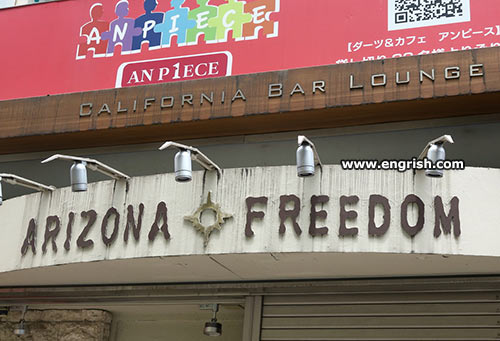 ANPIECE
AN PIECE
【ダーツ&カフェ アンピース】
CALIFORNIA BAR LOUNGE
www.engrish.com
ARIZONA FREEDOM